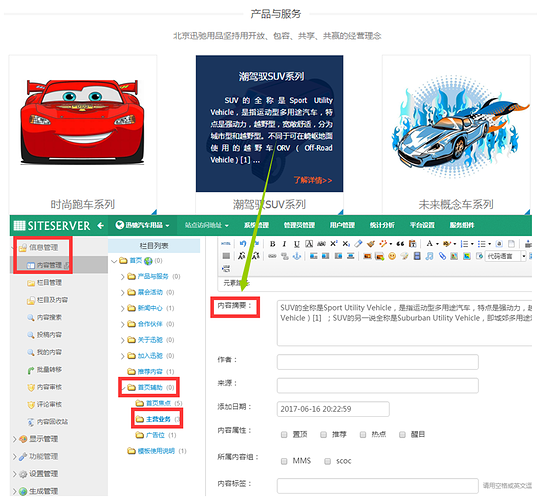 产品与服务
北京迅驰用品坚持用开放、包容、共享、共赢的经营理念
潮驾驭SUV系列
SUV的全称是Sport Utility
Vehicle，是指运动型多用途汽车，特
点是强动力，越野型，宽敞舒适，分为
城市型和越野型。不同于可在崎岖地面
使用的越野车ORV（Off-Road
Vehicle）[1] ...
了解详情>>
时尚跑车系列
潮驾驭SUV系列
未来概念车系列
SITESERVER
迅驰汽车用品
站点访问地址
系统管理
管理员管理
用户管理
统计分析
平台设置
服务组件
信息管理
内容管理
栏目管理
栏目及内容
内容搜索
投稿内容
我的内容
批量转移
内容审核
评论审核
内容回收站
显示管理
功能管理
设置管理
生成管理
栏目列表
首页 (0)
产品与服务 (0)
展会活动 (0)
新闻中心 (1)
合作伙伴 (0)
关于迅驰 (0)
加入迅驰 (0)
推荐内容 (1)
首页辅助 (0)
首页焦点 (5)
主营业务
广告位 (1)
模板使用说明 (1)
代码语言
元素路径
内容摘要：
SUV的全称是Sport Utility Vehicle，是指运动型多用途汽车，特点是强动力，
Vehicle）[1] ；SUV的另一说全称是Suburban Utility Vehicle，即城郊多用途
作者：
来源：
添加日期：
2017-06-16 20:22:59
内容属性：
置顶
推荐
热点
醒目
所属内容组：
MMS
scoc
内容标签：
请用空格或英文逗